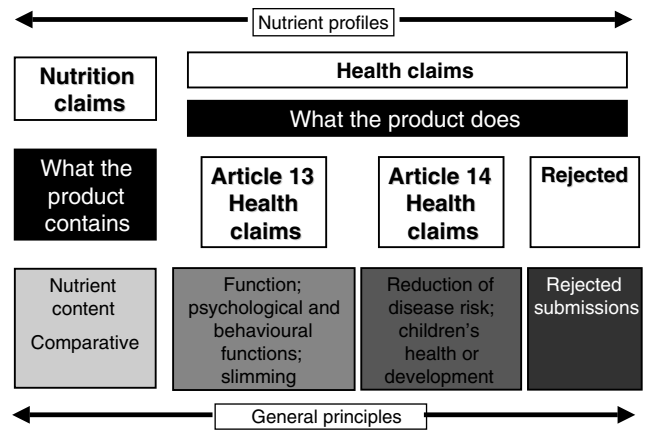 Nutrient profiles
Nutrition
claims
Health claims
What the product does
What the
product
contains
Article 13
Health
claims
Article 14
Health
claims
Rejected
Nutrient
content
Comparative
Function;
psychological and
behavioural
functions;
slimming
Reduction of
disease risk;
children's
health or
development
Rejected
submissions
General principles